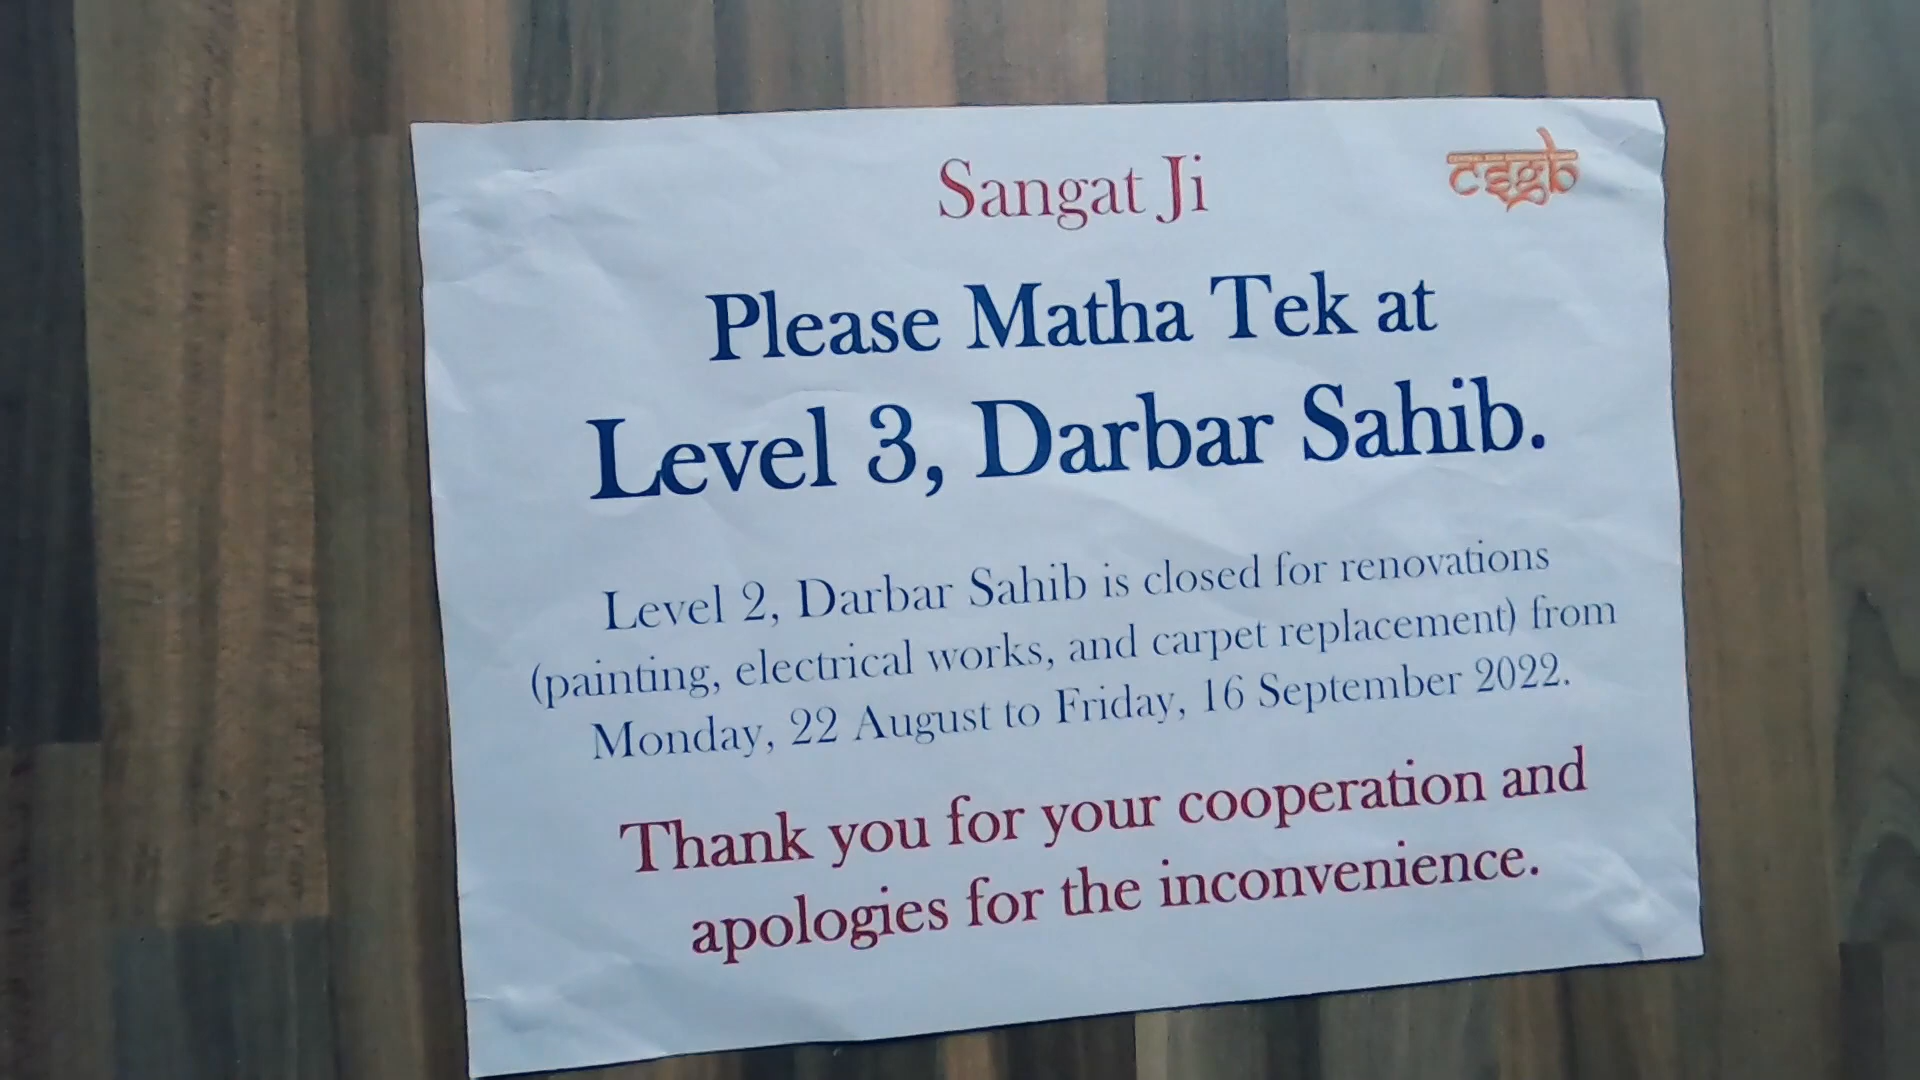 Sangat Ji
csgb
Please Matha Tek at
Level 3, Darbar Sahib.
Level 2, Darbar Sahib is closed for renovations
(painting, electrical works, and carpet replacement) from
Monday, 22 August to Friday, 16 September 2022.
Thank you for your cooperation and
apologies for the inconvenience.